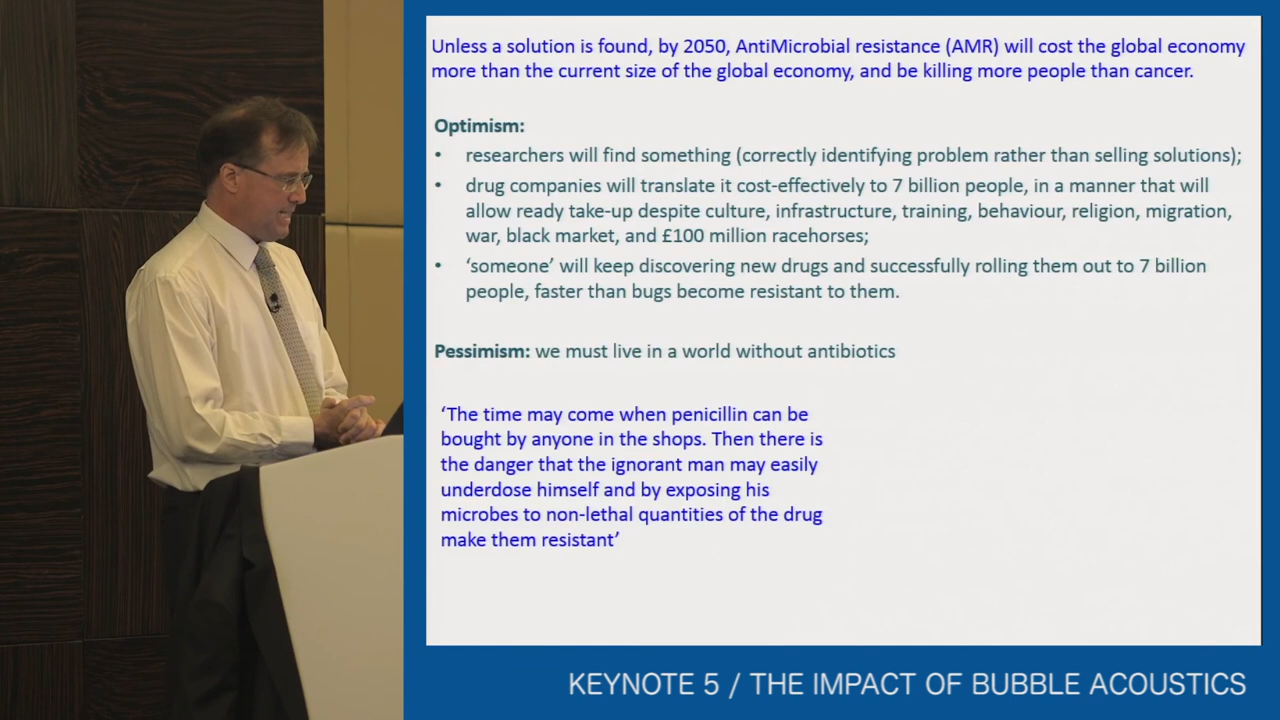 Unless a solution is found, by 2050, AntiMicrobial resistance (AMR) will cost the global economy
more than the current size of the global economy, and be killing more people than cancer.
Optimism:
• researchers will find something (correctly identifying problem rather than selling solutions);
• drug companies will translate it cost-effectively to 7 billion people, in a manner that will
allow ready take-up despite culture, infrastructure, training, behaviour, religion, migration,
war, black market, and £100 million racehorses;
• ‘someone’ will keep discovering new drugs and successfully rolling them out to 7 billion
people, faster than bugs become resistant to them.
Pessimism: we must live in a world without antibiotics
‘The time may come when penicillin can be
bought by anyone in the shops. Then there is
the danger that the ignorant man may easily
underdose himself and by exposing his
microbes to non-lethal quantities of the drug
make them resistant’
KEYNOTE 5 / THE IMPACT OF BUBBLE ACOUSTICS